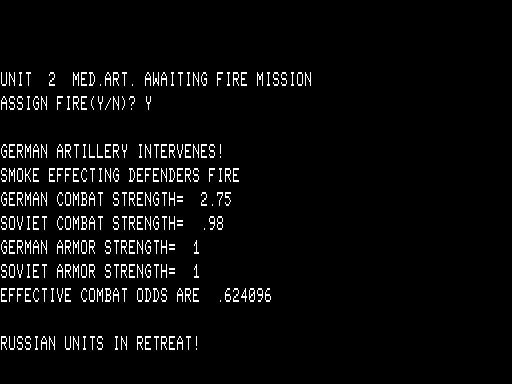 UNIT  2  MED.ART. AWAITING FIRE MISSION
ASSIGN FIRE(Y/N)? Y
GERMAN ARTILLERY INTERVENES!
SMOKE EFFECTING DEFENDERS FIRE
GERMAN COMBAT STRENGTH=  2.75
SOVIET COMBAT STRENGTH=  .98
GERMAN ARMOR STRENGTH=  1
SOVIET ARMOR STRENGTH=  1
EFFECTIVE COMBAT ODDS ARE  .624096
RUSSIAN UNITS IN RETREAT!